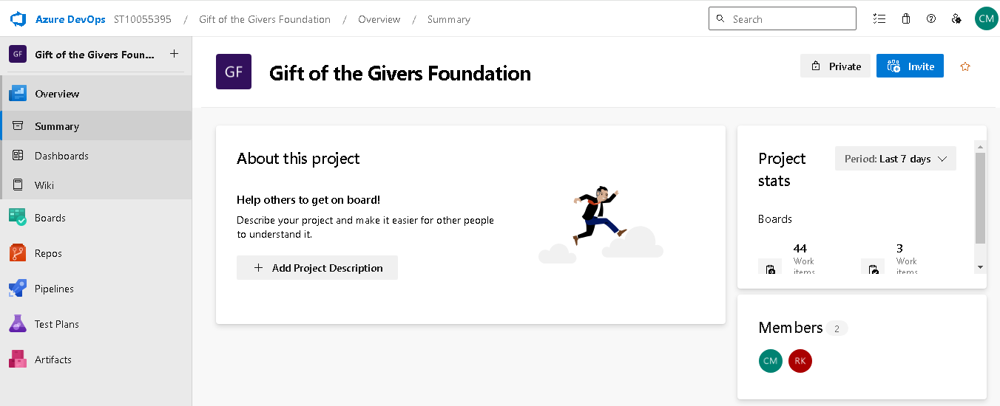 Azure DevOps ST10055395 / Gift of the Givers Foundation / Overview / Summary
Search
CM
GF Gift of the Givers Foun... +
Overview
Summary
Dashboards
Wiki
Boards
Repos
Pipelines
Test Plans
Artifacts
GF Gift of the Givers Foundation
Private
Invite
About this project
Help others to get on board!
Describe your project and make it easier for other people
to understand it.
+ Add Project Description
Project
stats
Period: Last 7 days
Boards
44
Work
items
3
Work
items
Members 2
CM RK